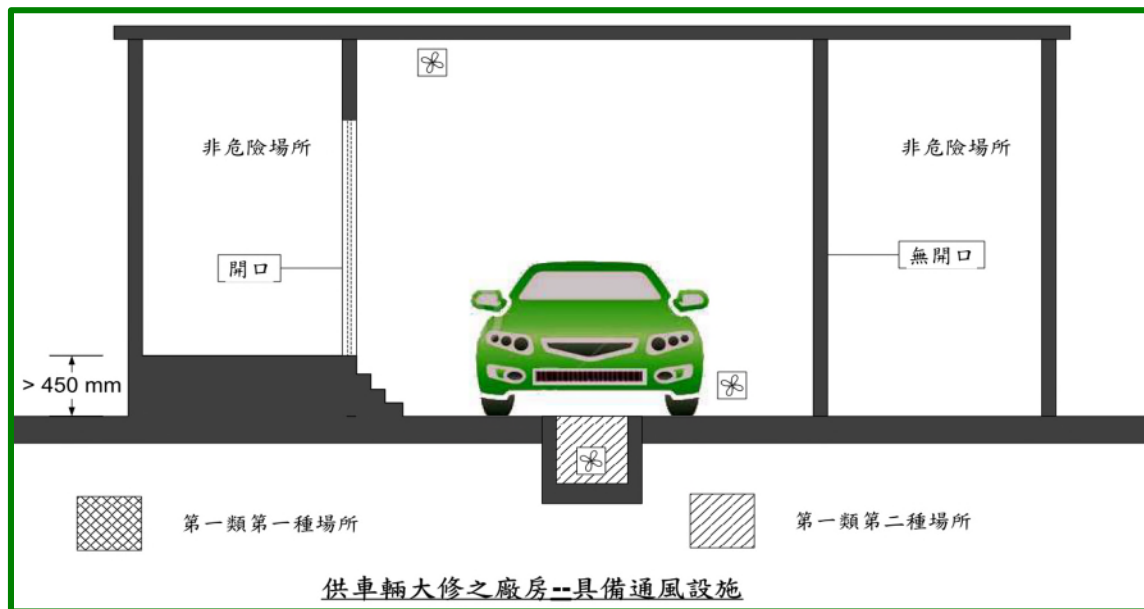 非危險場所
非危險場所
開口
無開口
> 450 mm
第一類第一種場所
第一類第二種場所
供車輛大修之廠房--具備通風設施